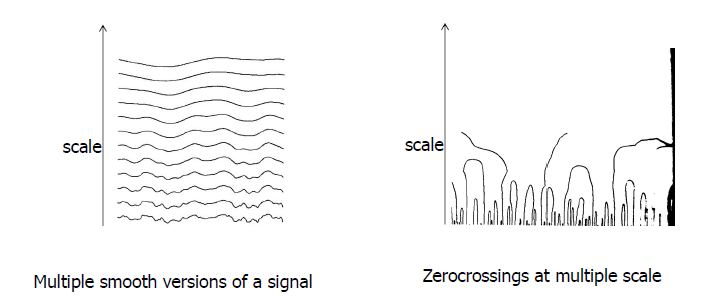 scale
scale
Multiple smooth versions of a signal
Zerocrossings at multiple scale